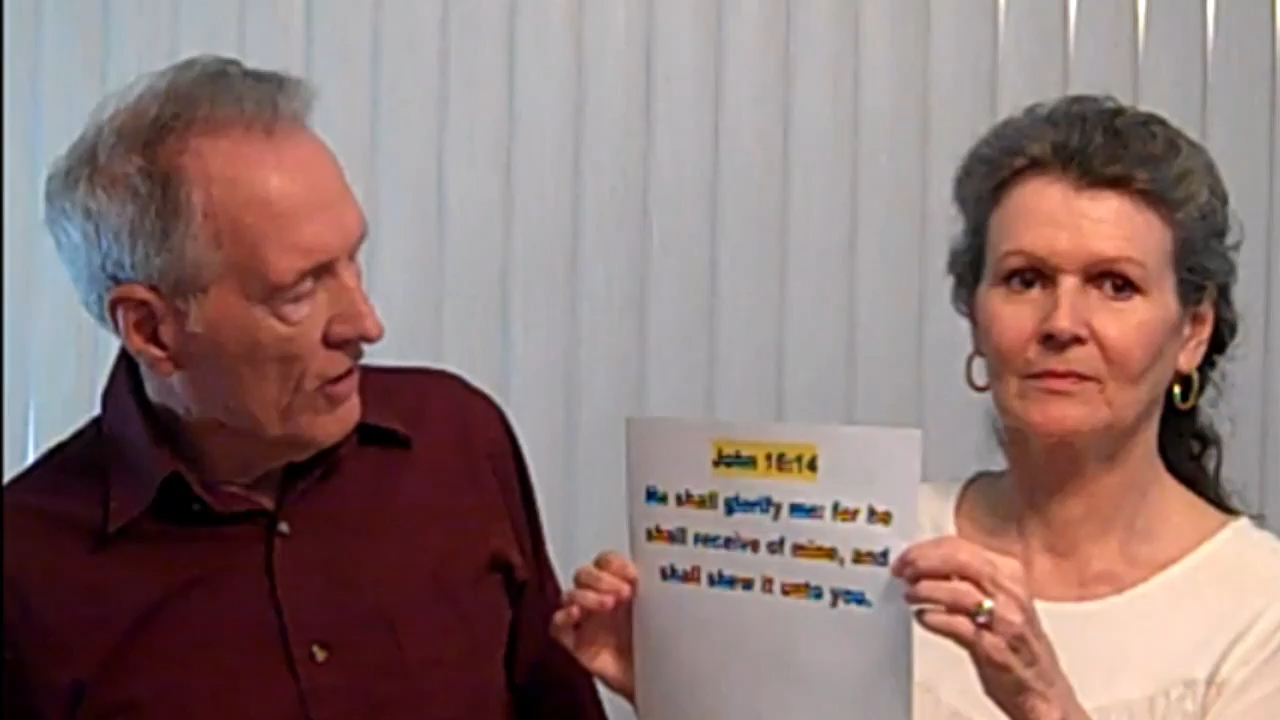 John 16:14
He shall glorify me: for he
shall receive of mine, and
shall shew it unto you.